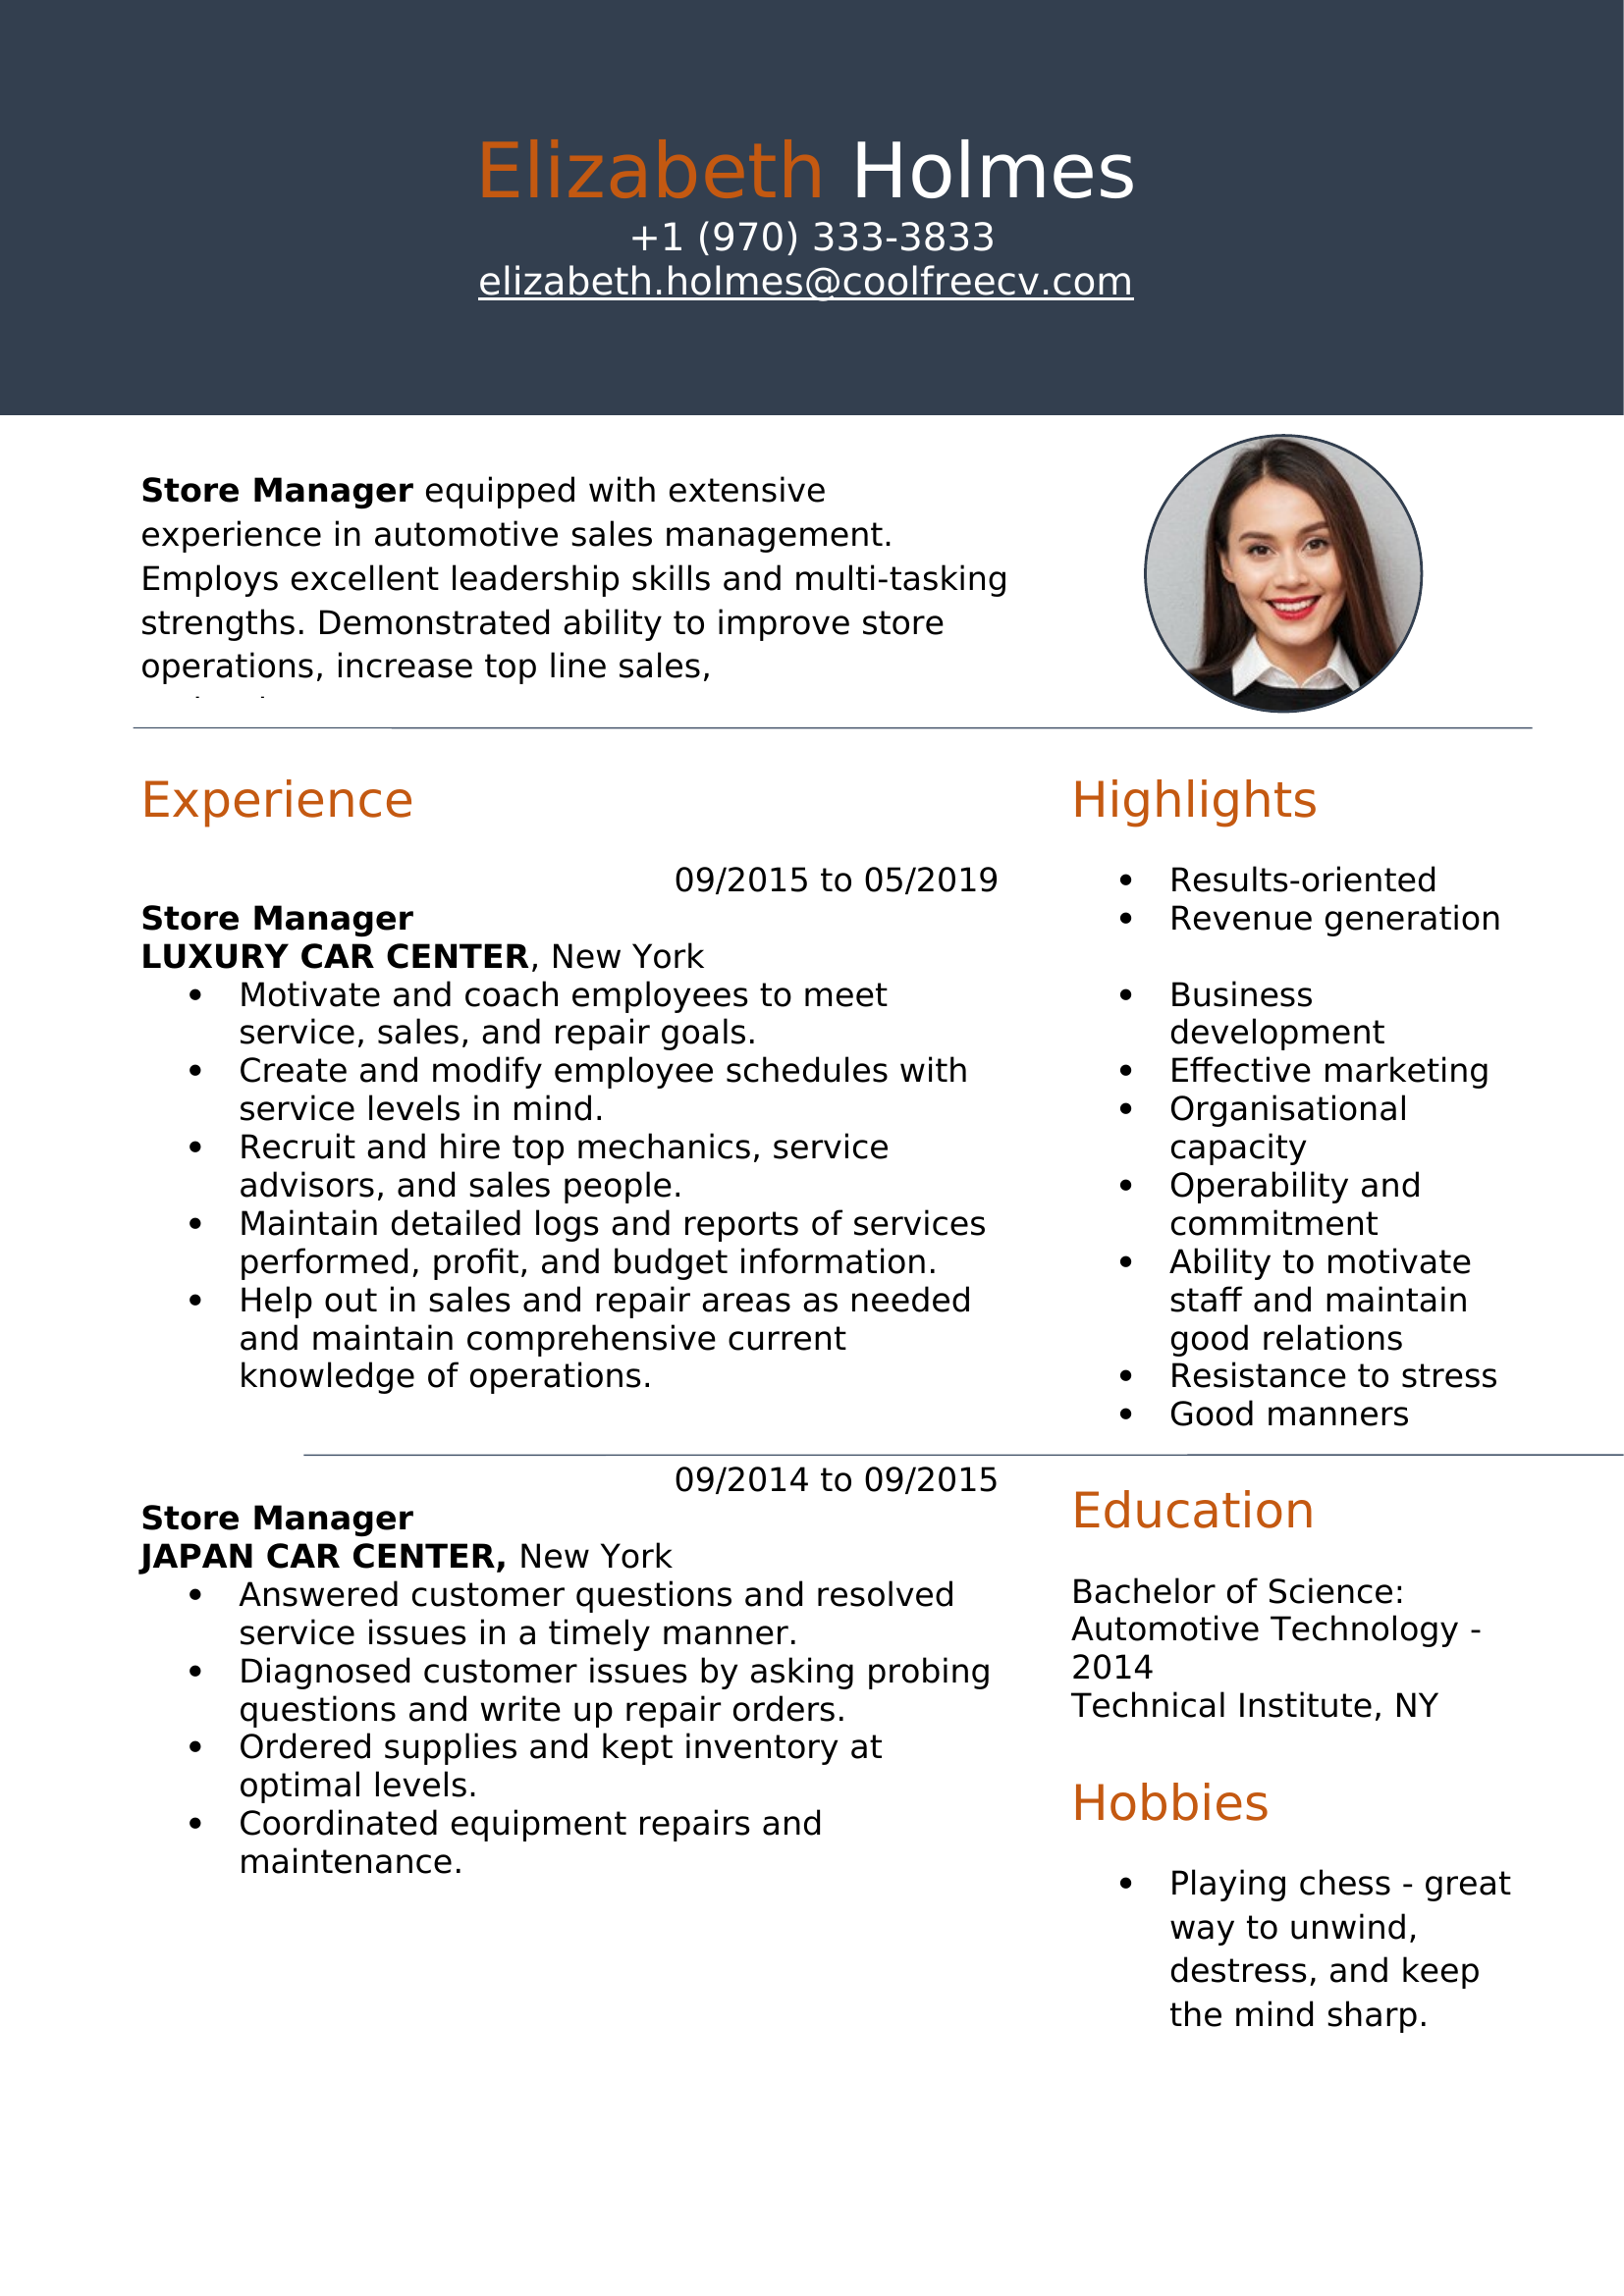 Elizabeth Holmes
+1 (970) 333-3833
elizabeth.holmes@coolfreecv.com
Store Manager equipped with extensive
experience in automotive sales management.
Employs excellent leadership skills and multi-tasking
strengths. Demonstrated ability to improve store
operations, increase top line sales,
Experience
09/2015 to 05/2019
Store Manager
LUXURY CAR CENTER, New York
• Motivate and coach employees to meet
service, sales, and repair goals.
• Create and modify employee schedules with
service levels in mind.
• Recruit and hire top mechanics, service
advisors, and sales people.
• Maintain detailed logs and reports of services
performed, profit, and budget information.
• Help out in sales and repair areas as needed
and maintain comprehensive current
knowledge of operations.
09/2014 to 09/2015
Store Manager
JAPAN CAR CENTER, New York
• Answered customer questions and resolved
service issues in a timely manner.
• Diagnosed customer issues by asking probing
questions and write up repair orders.
• Ordered supplies and kept inventory at
optimal levels.
• Coordinated equipment repairs and
maintenance.
Highlights
• Results-oriented
• Revenue generation
• Business
development
• Effective marketing
• Organisational
capacity
• Operability and
commitment
• Ability to motivate
staff and maintain
good relations
• Resistance to stress
• Good manners
Education
Bachelor of Science:
Automotive Technology -
2014
Technical Institute, NY
Hobbies
• Playing chess - great
way to unwind,
destress, and keep
the mind sharp.